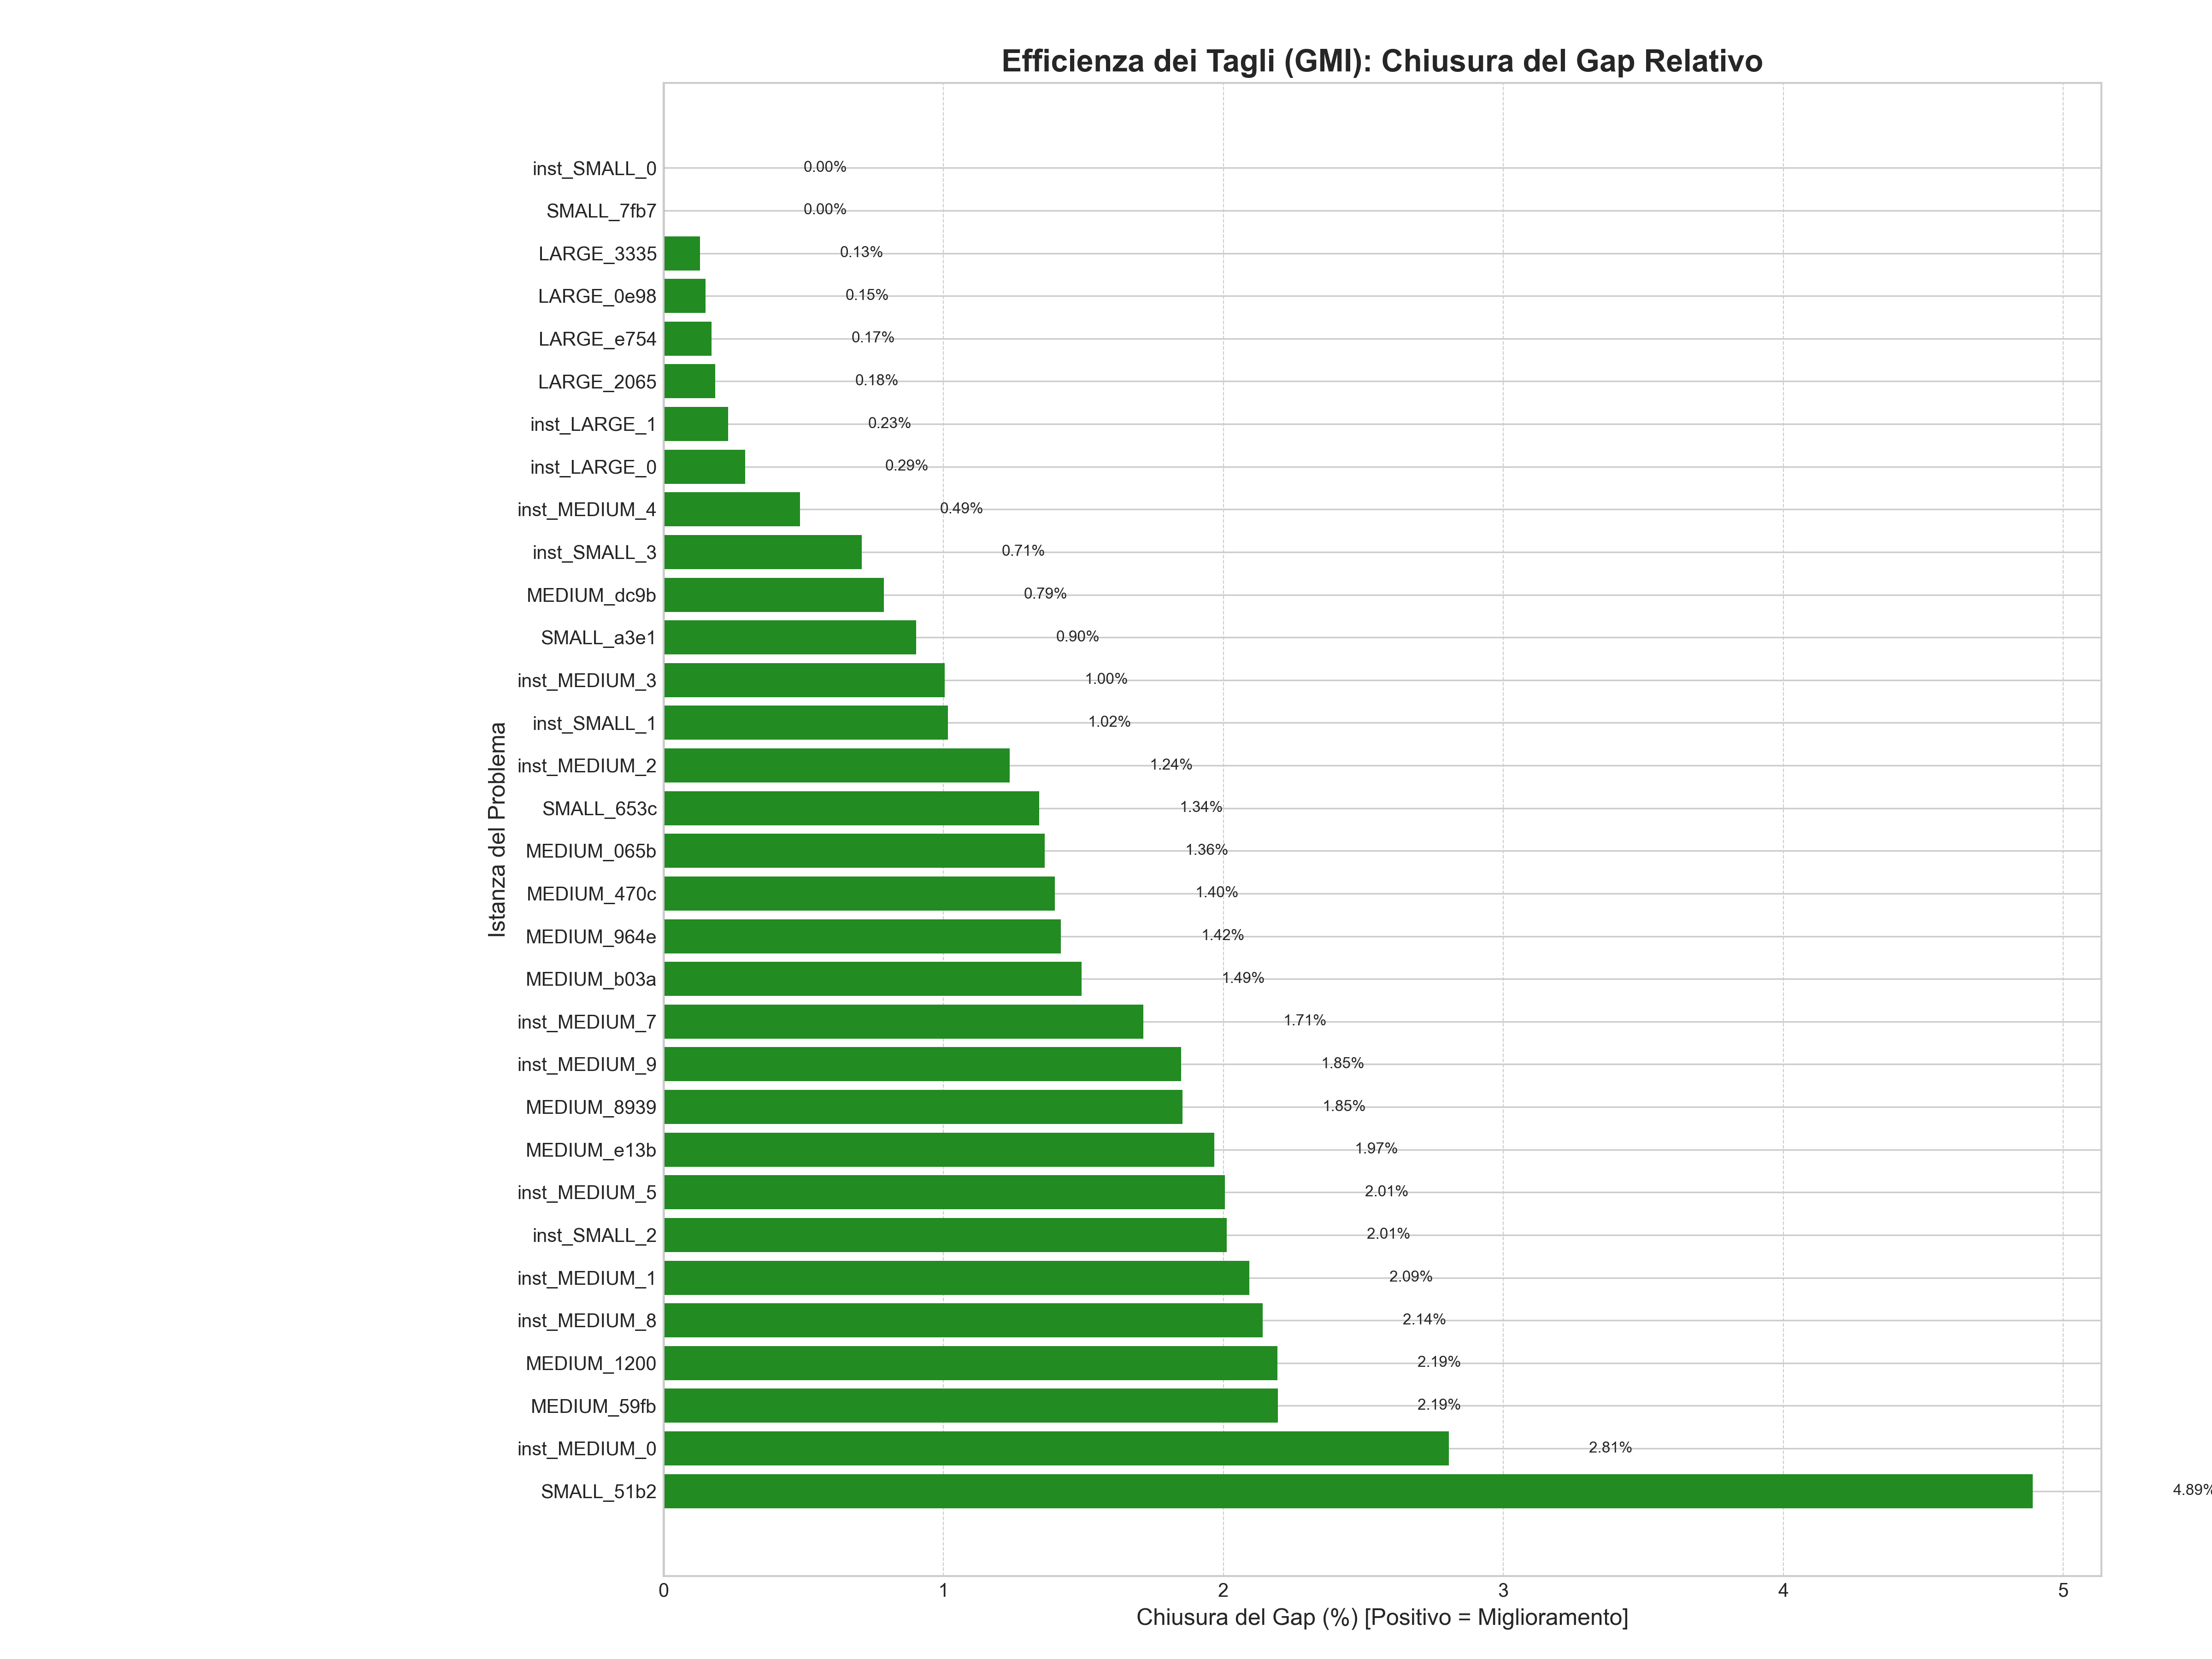 Efficienza dei Tagli (GMI): Chiusura del Gap Relativo
Istanza del Problema
inst_SMALL_0 0.00%
SMALL_7fb7 0.00%
LARGE_3335 0.13%
LARGE_0e98 0.15%
LARGE_e754 0.17%
LARGE_2065 0.18%
inst_LARGE_1 0.23%
inst_LARGE_0 0.29%
inst_MEDIUM_4 0.49%
inst_SMALL_3 0.71%
MEDIUM_dc9b 0.79%
SMALL_a3e1 0.90%
inst_MEDIUM_3 1.00%
inst_SMALL_1 1.02%
inst_MEDIUM_2 1.24%
SMALL_653c 1.34%
MEDIUM_065b 1.36%
MEDIUM_470c 1.40%
MEDIUM_964e 1.42%
MEDIUM_b03a 1.49%
inst_MEDIUM_7 1.71%
inst_MEDIUM_9 1.85%
MEDIUM_8939 1.85%
MEDIUM_e13b 1.97%
inst_MEDIUM_5 2.01%
inst_SMALL_2 2.01%
inst_MEDIUM_1 2.09%
inst_MEDIUM_8 2.14%
MEDIUM_1200 2.19%
MEDIUM_59fb 2.19%
inst_MEDIUM_0 2.81%
SMALL_51b2 4.89%
0 1 2 3 4 5
Chiusura del Gap (%) [Positivo = Miglioramento]